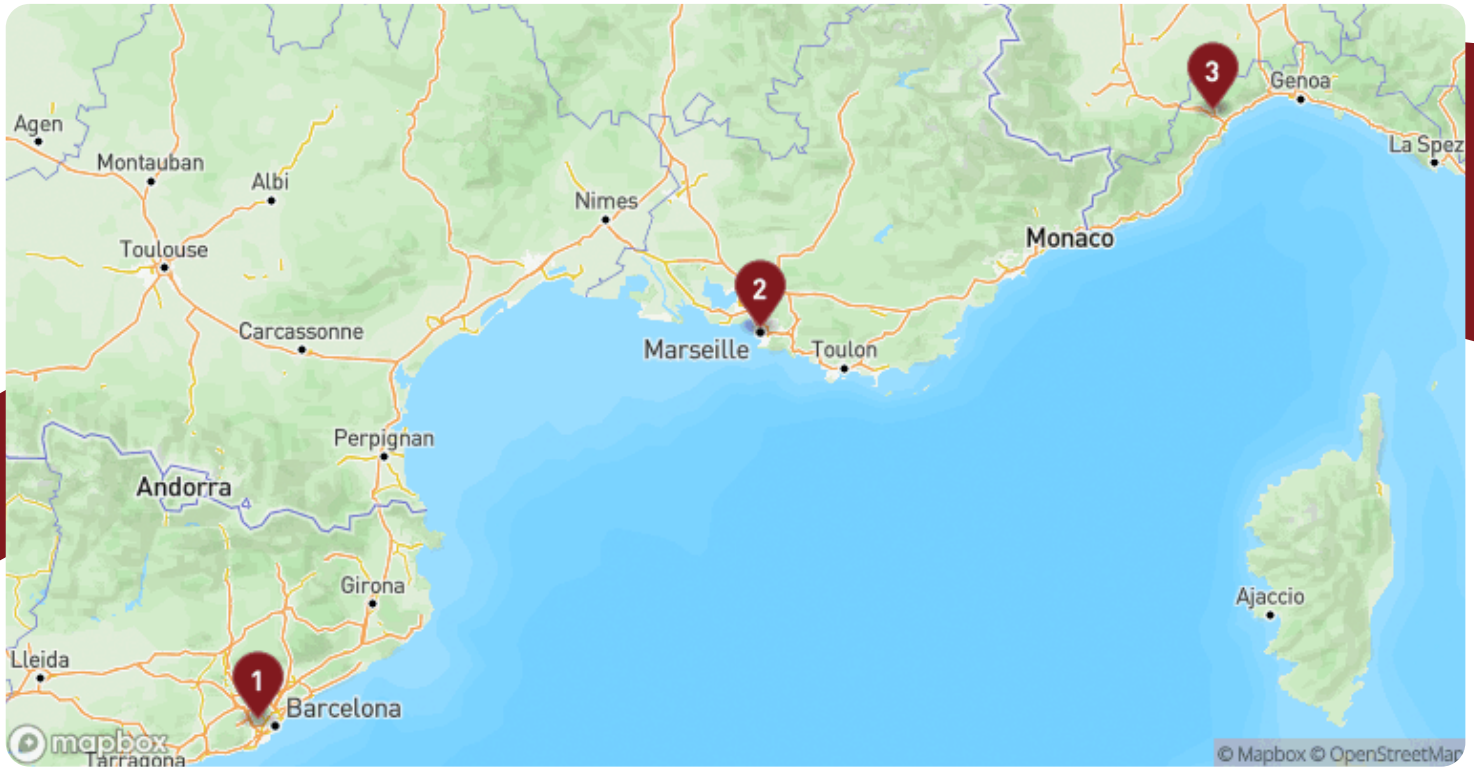 3
Genoa
Agen
La Spez
Montauban
Albi
Nimes
Toulouse
Monaco
2
Carcassonne
Marseille
Toulon
Perpignan
Andorra
Girona
Ajaccio
Lleida
1
Barcelona
mapbox
Tarragona
© Mapbox © OpenStreetMap